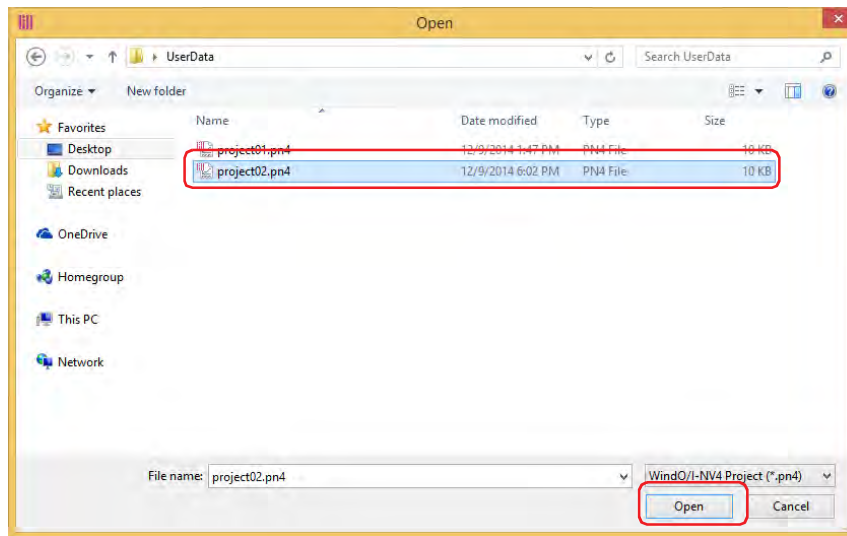 Open
UserData
Search UserData
Organize New folder
Name Date modified Type Size
Favorites
Desktop
Downloads
Recent places
OneDrive
Homegroup
This PC
Network
project01.pn4 12/9/2014 1:47 PM PN4 File 10 KB
project02.pn4 12/9/2014 6:02 PM PN4 File 10 KB
File name: project02.pn4 WindO/I-NV4 Project (*.pn4)
Open Cancel